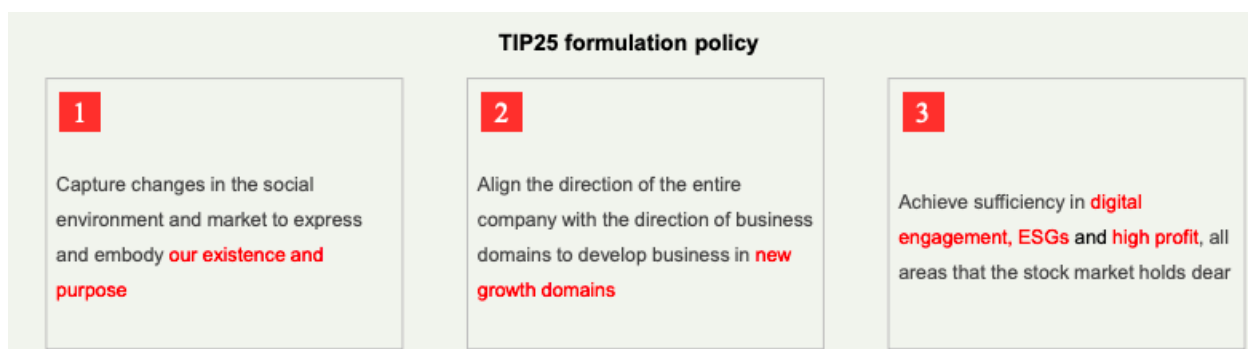 TIP25 formulation policy
1
Capture changes in the social
environment and market to express
and embody our existence and
purpose
2
Align the direction of the entire
company with the direction of business
domains to develop business in new
growth domains
3
Achieve sufficiency in digital
engagement, ESGs and high profit, all
areas that the stock market holds dear